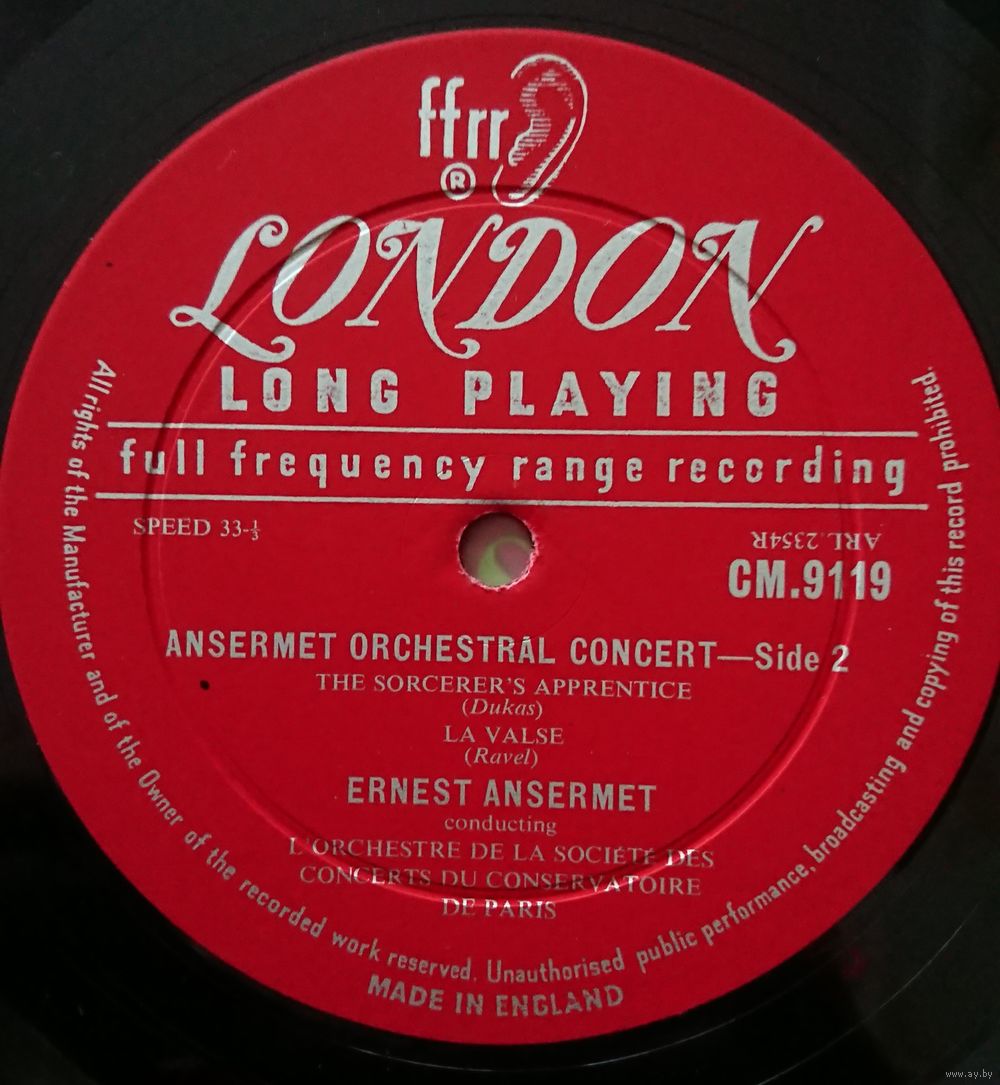 ffrr
®
LONDON
LONG PLAYING
full frequency range recording
SPEED 33-⅓
ARL.2354R
CM.9119
ANSERMET ORCHESTRAL CONCERT—Side 2
THE SORCERER'S APPRENTICE
(Dukas)
LA VALSE
(Ravel)
ERNEST ANSERMET
conducting
L'ORCHESTRE DE LA SOCIÉTÉ DES
CONCERTS DU CONSERVATOIRE
DE PARIS
All rights of the Manufacturer and of the Owner of the recorded work reserved. Unauthorised public performance, broadcasting and copying of this record prohibited.
MADE IN ENGLAND
www.ay.by